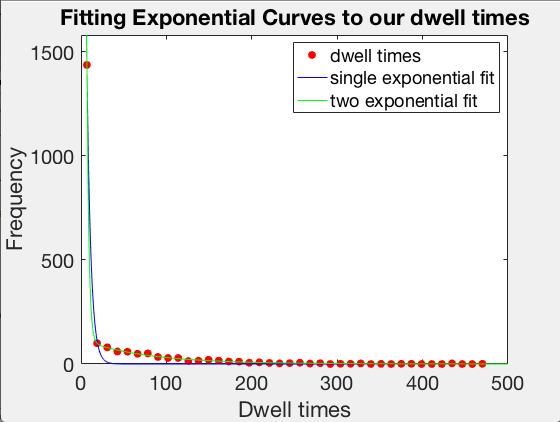 Fitting Exponential Curves to our dwell times
dwell times
single exponential fit
two exponential fit
Frequency
1500
1000
500
0
0 100 200 300 400 500
Dwell times